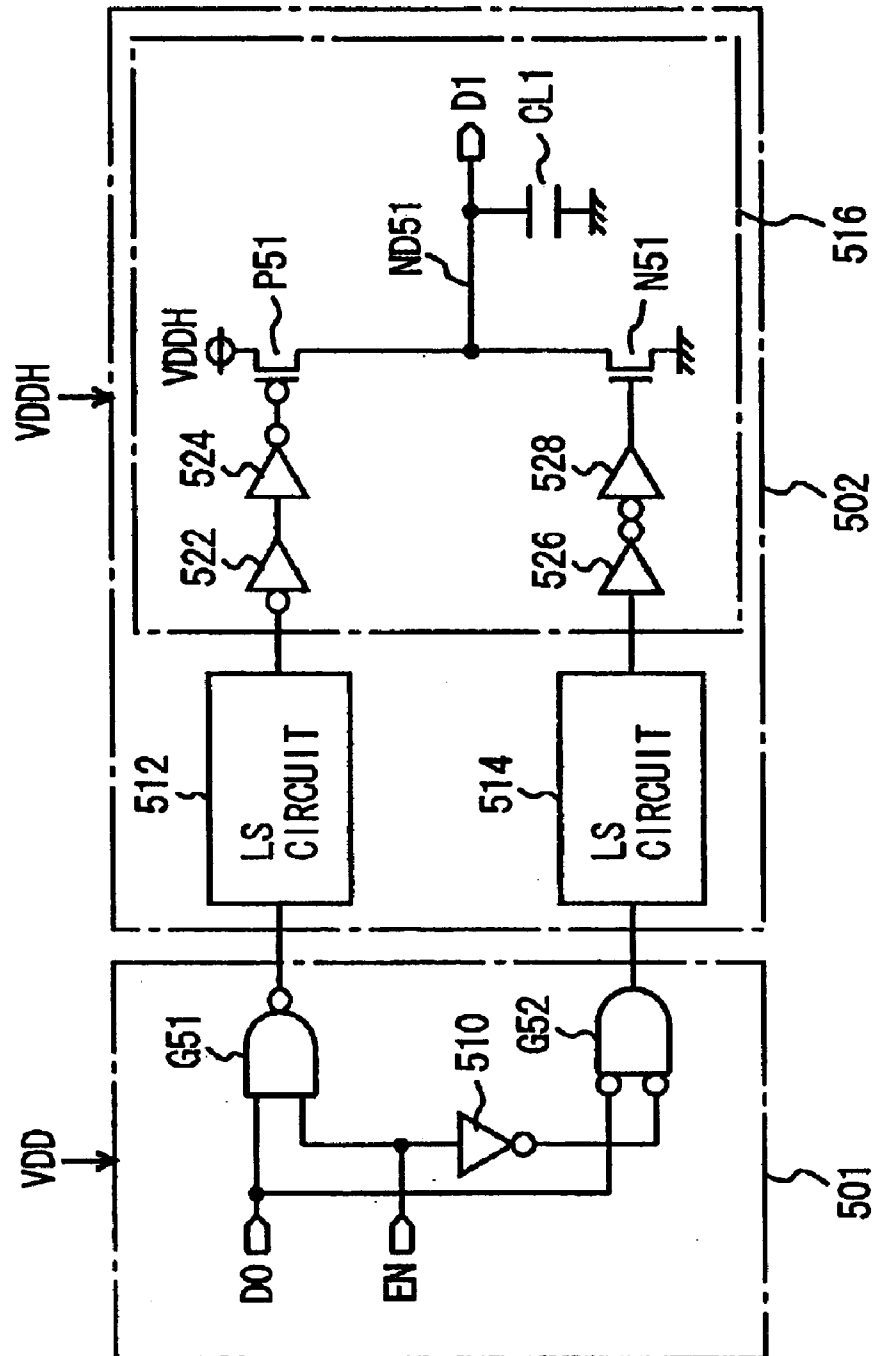 VDD
VDDH
D0
EN
G51
510
G52
501
512
LS
CIRCUIT
514
LS
CIRCUIT
522
524
VDDH
P51
ND51
D1
CL1
526
528
N51
516
502